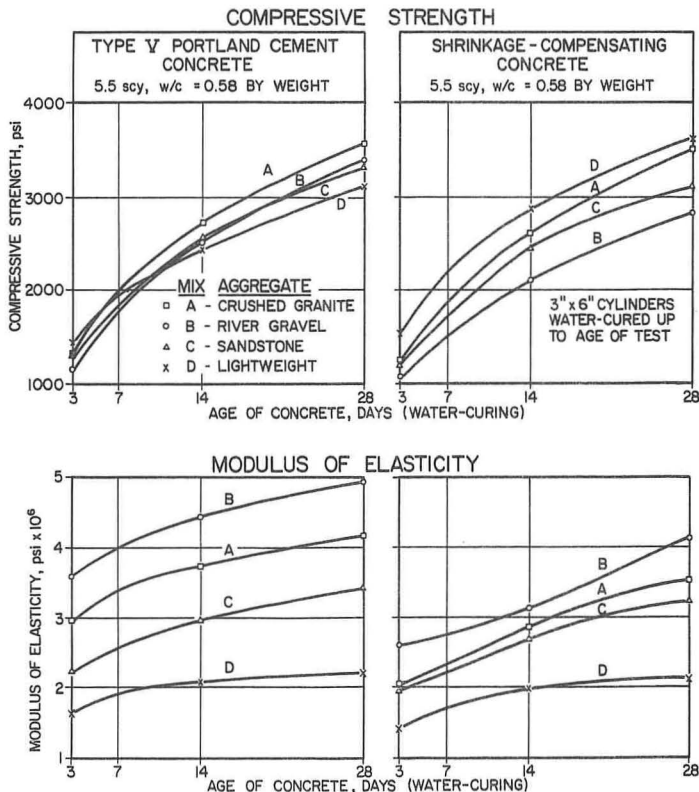 COMPRESSIVE STRENGTH
TYPE V PORTLAND CEMENT
CONCRETE
5.5 scy, w/c = 0.58 BY WEIGHT
SHRINKAGE-COMPENSATING
CONCRETE
5.5 scy, w/c = 0.58 BY WEIGHT
COMPRESSIVE STRENGTH, psi
4000
3000
2000
1000
A
B
C
D
MIX AGGREGATE
A - CRUSHED GRANITE
B - RIVER GRAVEL
C - SANDSTONE
D - LIGHTWEIGHT
D
A
C
B
3" x 6" CYLINDERS
WATER-CURED UP
TO AGE OF TEST
3 7 14 28 3 7 14 28
AGE OF CONCRETE, DAYS (WATER-CURING)
MODULUS OF ELASTICITY
MODULUS OF ELASTICITY, psi x 10⁶
5
4
3
2
1
B
A
C
D
B
A
C
D
3 7 14 28 3 7 14 28
AGE OF CONCRETE, DAYS (WATER-CURING)